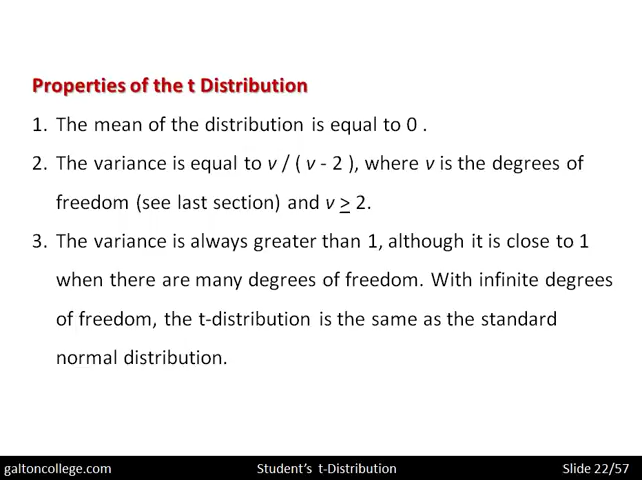 Properties of the t Distribution
1. The mean of the distribution is equal to 0 .
2. The variance is equal to v / ( v - 2 ), where v is the degrees of
freedom (see last section) and v ≥ 2.
3. The variance is always greater than 1, although it is close to 1
when there are many degrees of freedom. With infinite degrees
of freedom, the t-distribution is the same as the standard
normal distribution.
galtoncollege.com Student's t-Distribution Slide 22/57